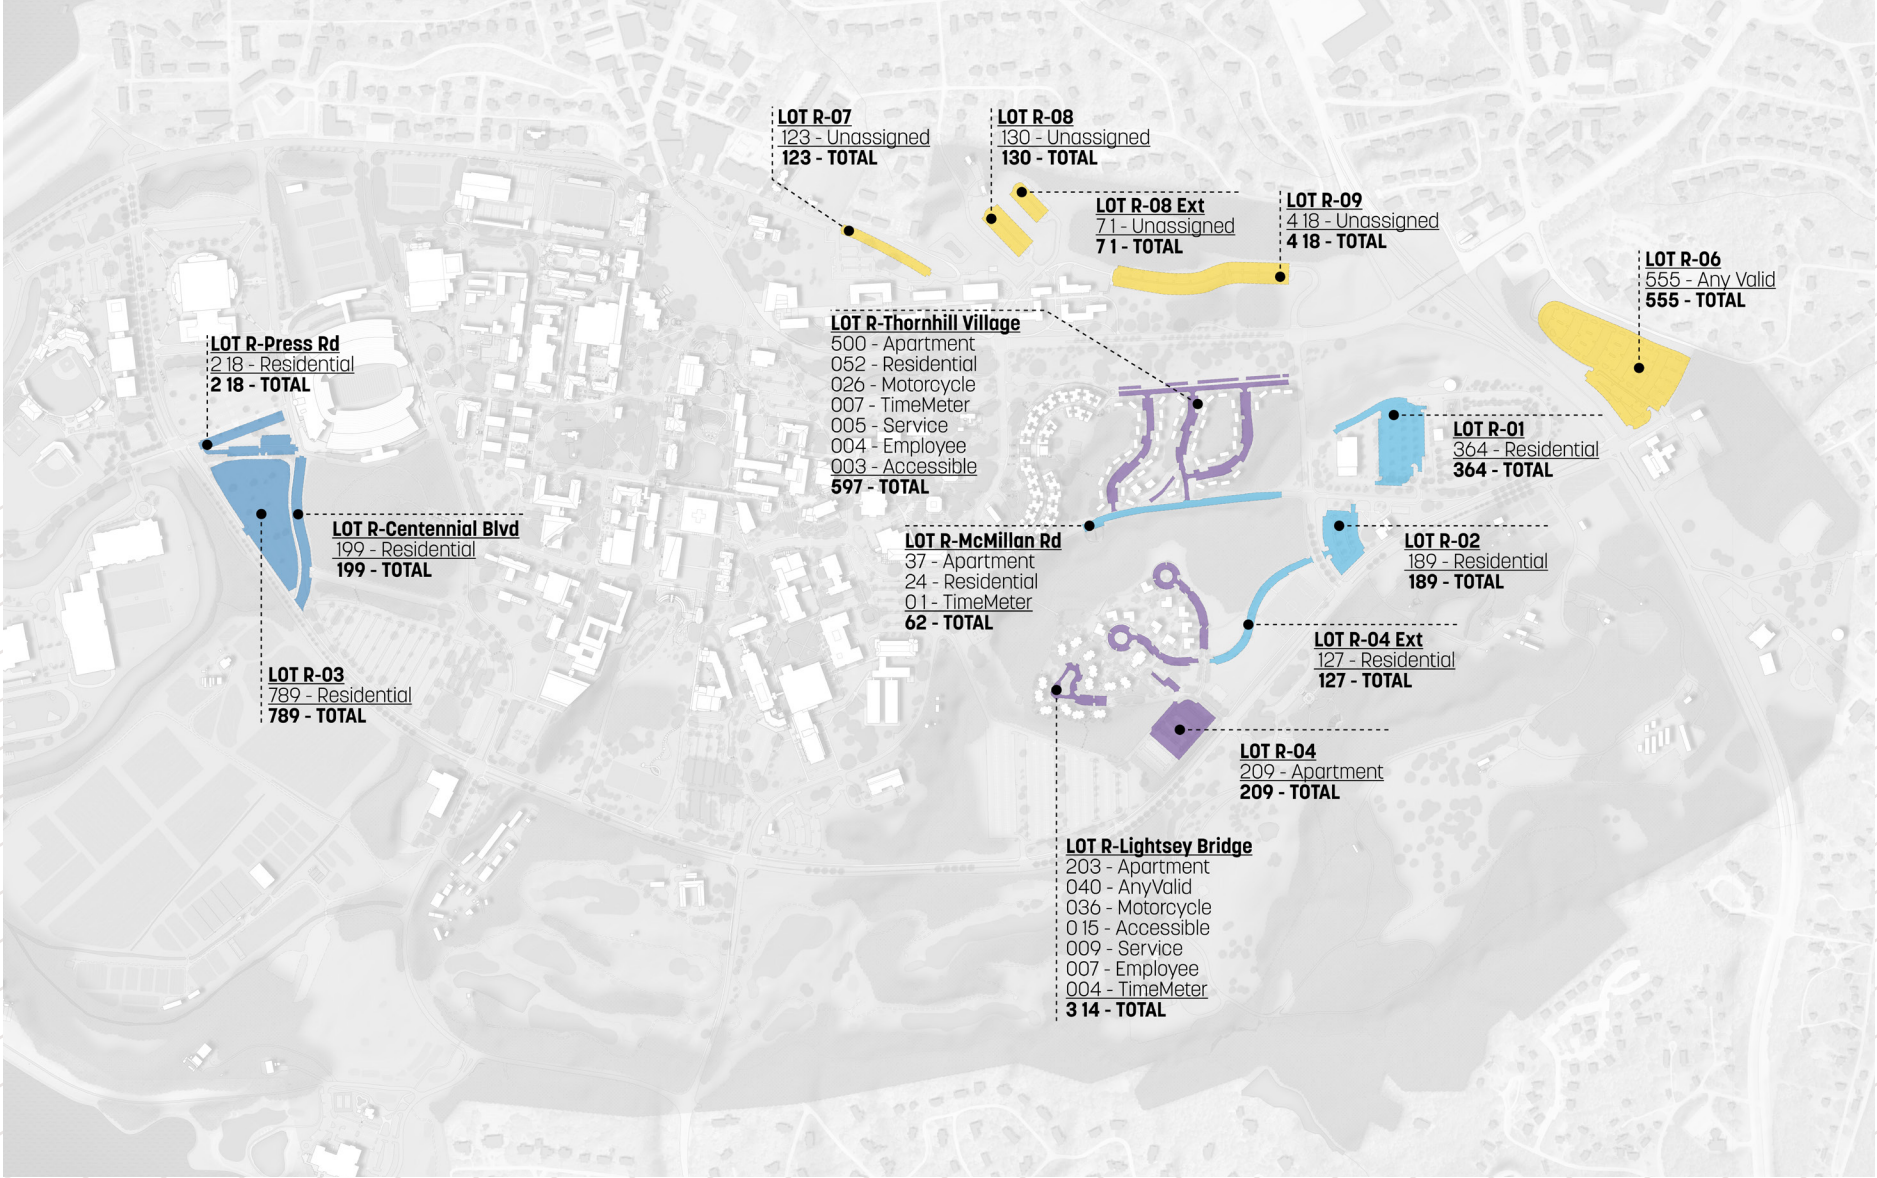 LOT R-07
123 - Unassigned
123 - TOTAL
LOT R-08
130 - Unassigned
130 - TOTAL
LOT R-08 Ext
71 - Unassigned
71 - TOTAL
LOT R-09
418 - Unassigned
418 - TOTAL
LOT R-06
555 - Any Valid
555 - TOTAL
LOT R-Press Rd
218 - Residential
218 - TOTAL
LOT R-Thornhill Village
500 - Apartment
052 - Residential
026 - Motorcycle
007 - TimeMeter
005 - Service
004 - Employee
003 - Accessible
597 - TOTAL
LOT R-01
364 - Residential
364 - TOTAL
LOT R-Centennial Blvd
199 - Residential
199 - TOTAL
LOT R-McMillan Rd
37 - Apartment
24 - Residential
01 - TimeMeter
62 - TOTAL
LOT R-02
189 - Residential
189 - TOTAL
LOT R-04 Ext
127 - Residential
127 - TOTAL
LOT R-03
789 - Residential
789 - TOTAL
LOT R-04
209 - Apartment
209 - TOTAL
LOT R-Lightsey Bridge
203 - Apartment
040 - AnyValid
036 - Motorcycle
015 - Accessible
009 - Service
007 - Employee
004 - TimeMeter
314 - TOTAL